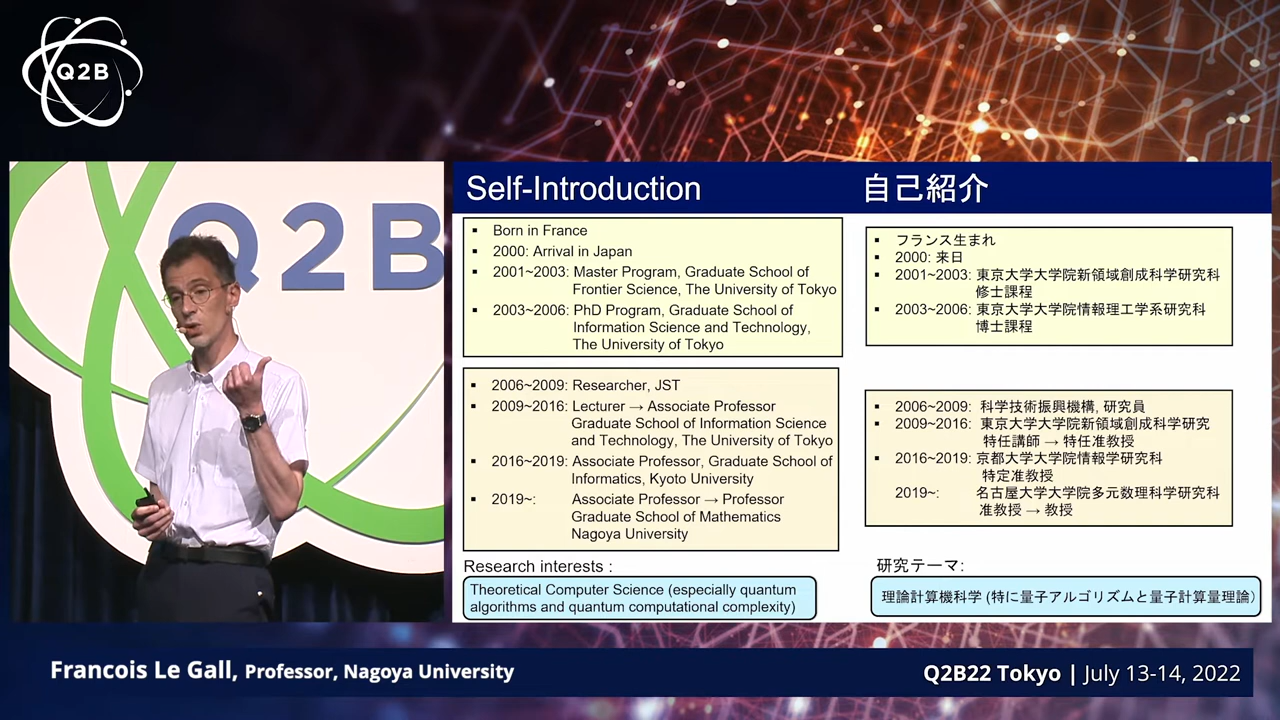 Q2B
Q2B
Self-Introduction
自己紹介
▪ Born in France
▪ 2000: Arrival in Japan
▪ 2001~2003: Master Program, Graduate School of
Frontier Science, The University of Tokyo
▪ 2003~2006: PhD Program, Graduate School of
Information Science and Technology,
The University of Tokyo
▪ フランス生まれ
▪ 2000: 来日
▪ 2001~2003: 東京大学大学院新領域創成科学研究科
修士課程
▪ 2003~2006: 東京大学大学院情報理工学系研究科
博士課程
▪ 2006~2009: Researcher, JST
▪ 2009~2016: Lecturer → Associate Professor
Graduate School of Information Science
and Technology, The University of Tokyo
▪ 2016~2019: Associate Professor, Graduate School of
Informatics, Kyoto University
▪ 2019~: Associate Professor → Professor
Graduate School of Mathematics
Nagoya University
▪ 2006~2009: 科学技術振興機構, 研究員
▪ 2009~2016: 東京大学大学院新領域創成科学研究
特任講師 → 特任准教授
▪ 2016~2019: 京都大学大学院情報学研究科
特定准教授
2019~: 名古屋大学大学院多元数理科学研究科
准教授 → 教授
Research interests :
Theoretical Computer Science (especially quantum
algorithms and quantum computational complexity)
研究テーマ:
理論計算機科学 (特に量子アルゴリズムと量子計算量理論)
Francois Le Gall, Professor, Nagoya University
Q2B22 Tokyo | July 13-14, 2022